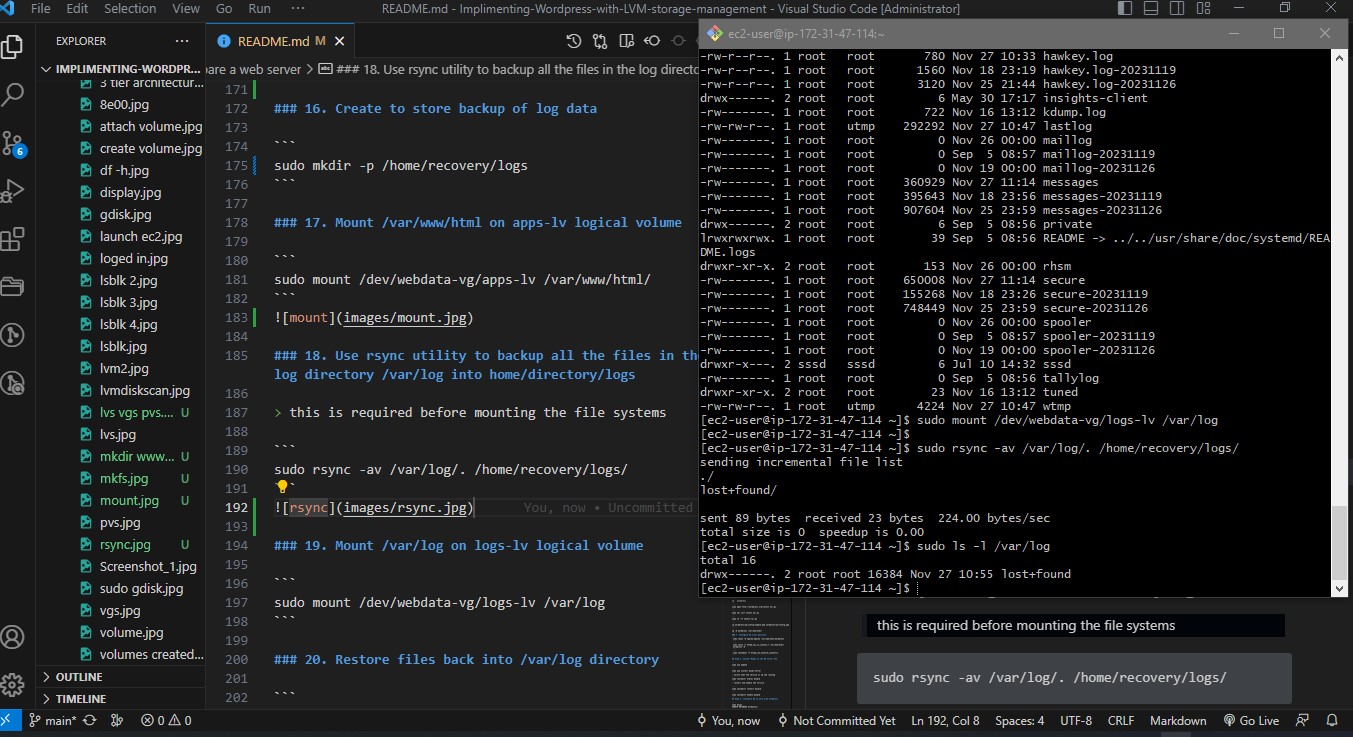 File Edit Selection View Go Run ··· README.md - Implimenting-Wordpress-with-LVM-storage-management - Visual Studio Code [Administrator]
EXPLORER ···
IMPLIMENTING-WORDPR...
3 tier architectur...
8e00.jpg
attach volume.jpg
create volume.jpg
df -h.jpg
display.jpg
gdisk.jpg
launch ec2.jpg
loged in.jpg
lsblk 2.jpg
lsblk 3.jpg
lsblk 4.jpg
lsblk.jpg
lvm2.jpg
lvmdiskscan.jpg
lvs vgs pvs.... U
lvs.jpg
mkdir www... U
mkfs.jpg U
mount.jpg U
pvs.jpg
rsync.jpg U
Screenshot_1.jpg
sudo gdisk.jpg
vgs.jpg
volume.jpg
volumes created...
OUTLINE
TIMELINE
6
README.md M
pare a web server > ### 18. Use rsync utility to backup all the files in the log directo
171
172 ### 16. Create to store backup of log data
173
174 ```
175 sudo mkdir -p /home/recovery/logs
176 ```
177
178 ### 17. Mount /var/www/html on apps-lv logical volume
179
180 ```
181 sudo mount /dev/webdata-vg/apps-lv /var/www/html/
182 ```
183 ![mount](images/mount.jpg)
184
185 ### 18. Use rsync utility to backup all the files in the
log directory /var/log into home/directory/logs
186
187 > this is required before mounting the file systems
188
189 ```
190 sudo rsync -av /var/log/. /home/recovery/logs/
191
192 ![rsync](images/rsync.jpg) You, now • Uncommitted
193
194 ### 19. Mount /var/log on logs-lv logical volume
195
196 ```
197 sudo mount /dev/webdata-vg/logs-lv /var/log
198 ```
199
200 ### 20. Restore files back into /var/log directory
201
202 ```
ec2-user@ip-172-31-47-114:~
-rw-r--r--. 1 root root 780 Nov 27 10:33 hawkey.log
-rw-r--r--. 1 root root 1560 Nov 18 23:19 hawkey.log-20231119
-rw-r--r--. 1 root root 3120 Nov 25 21:44 hawkey.log-20231126
drwx------. 2 root root 6 May 30 17:17 insights-client
-rw-------. 1 root root 722 Nov 16 13:12 kdump.log
-rw-rw-r--. 1 root utmp 292292 Nov 27 10:47 lastlog
-rw-------. 1 root root 0 Nov 26 00:00 maillog
-rw-------. 1 root root 0 Sep 5 08:57 maillog-20231119
-rw-------. 1 root root 0 Nov 19 00:00 maillog-20231126
-rw-------. 1 root root 360929 Nov 27 11:14 messages
-rw-------. 1 root root 395643 Nov 18 23:56 messages-20231119
-rw-------. 1 root root 907604 Nov 25 23:59 messages-20231126
drwx------. 2 root root 6 Sep 5 08:56 private
lrwxrwxrwx. 1 root root 39 Sep 5 08:56 README -> ../../usr/share/doc/systemd/REA
DME.logs
drwxr-xr-x. 2 root root 153 Nov 26 00:00 rhsm
-rw-------. 1 root root 650008 Nov 27 11:14 secure
-rw-------. 1 root root 155268 Nov 18 23:26 secure-20231119
-rw-------. 1 root root 748449 Nov 25 23:59 secure-20231126
-rw-------. 1 root root 0 Nov 26 00:00 spooler
-rw-------. 1 root root 0 Sep 5 08:57 spooler-20231119
-rw-------. 1 root root 0 Nov 19 00:00 spooler-20231126
drwxr-x---. 2 sssd sssd 6 Jul 10 14:32 sssd
-rw-------. 1 root root 0 Sep 5 08:56 tallylog
drwxr-xr-x. 2 root root 23 Nov 16 13:12 tuned
-rw-rw-r--. 1 root utmp 4224 Nov 27 10:47 wtmp
[ec2-user@ip-172-31-47-114 ~]$ sudo mount /dev/webdata-vg/logs-lv /var/log
[ec2-user@ip-172-31-47-114 ~]$
[ec2-user@ip-172-31-47-114 ~]$ sudo rsync -av /var/log/. /home/recovery/logs/
sending incremental file list
./
lost+found/
sent 89 bytes received 23 bytes 224.00 bytes/sec
total size is 0 speedup is 0.00
[ec2-user@ip-172-31-47-114 ~]$ sudo ls -l /var/log
total 16
drwx------. 2 root root 16384 Nov 27 10:55 lost+found
[ec2-user@ip-172-31-47-114 ~]$
this is required before mounting the file systems
sudo rsync -av /var/log/. /home/recovery/logs/
main* 0 0 You, now Not Committed Yet Ln 192, Col 8 Spaces: 4 UTF-8 CRLF Markdown Go Live